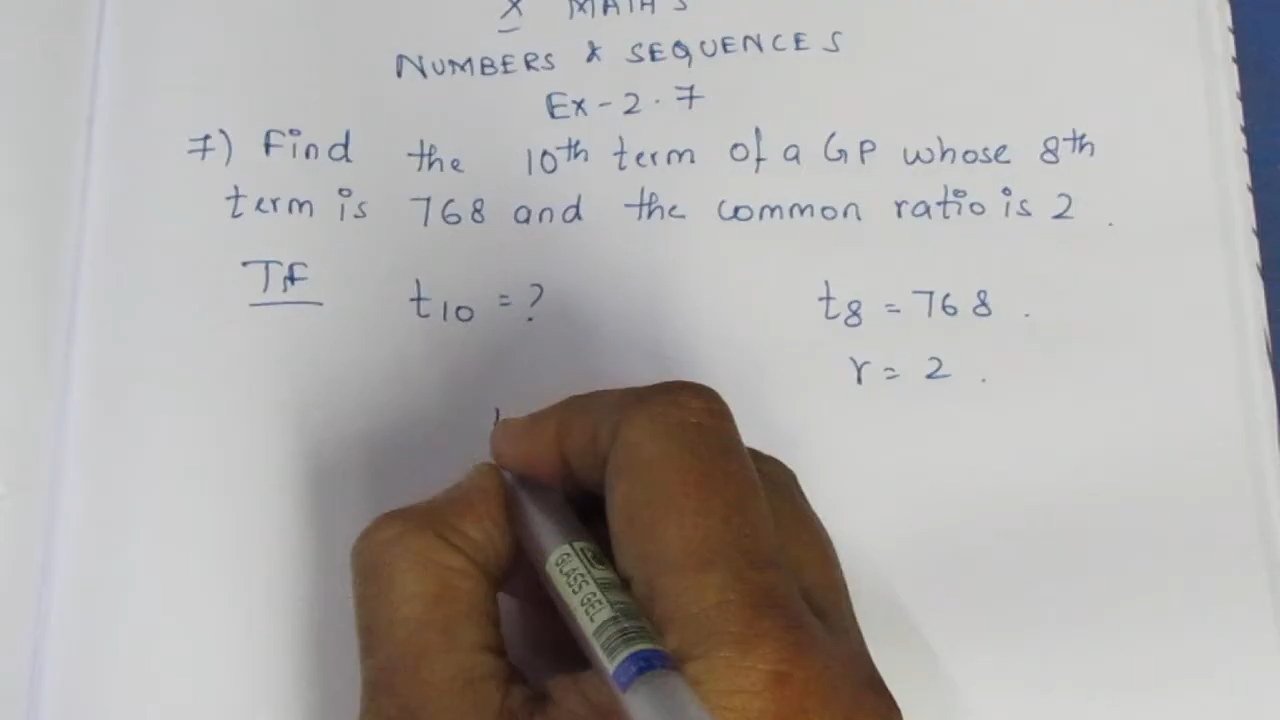 X MATHS
NUMBERS & SEQUENCES
Ex-2.7
7) Find the 10th term of a GP whose 8th
term is 768 and the common ratio is 2.
TF
t10 = ?
t8 = 768.
r = 2.
GLASS GEL